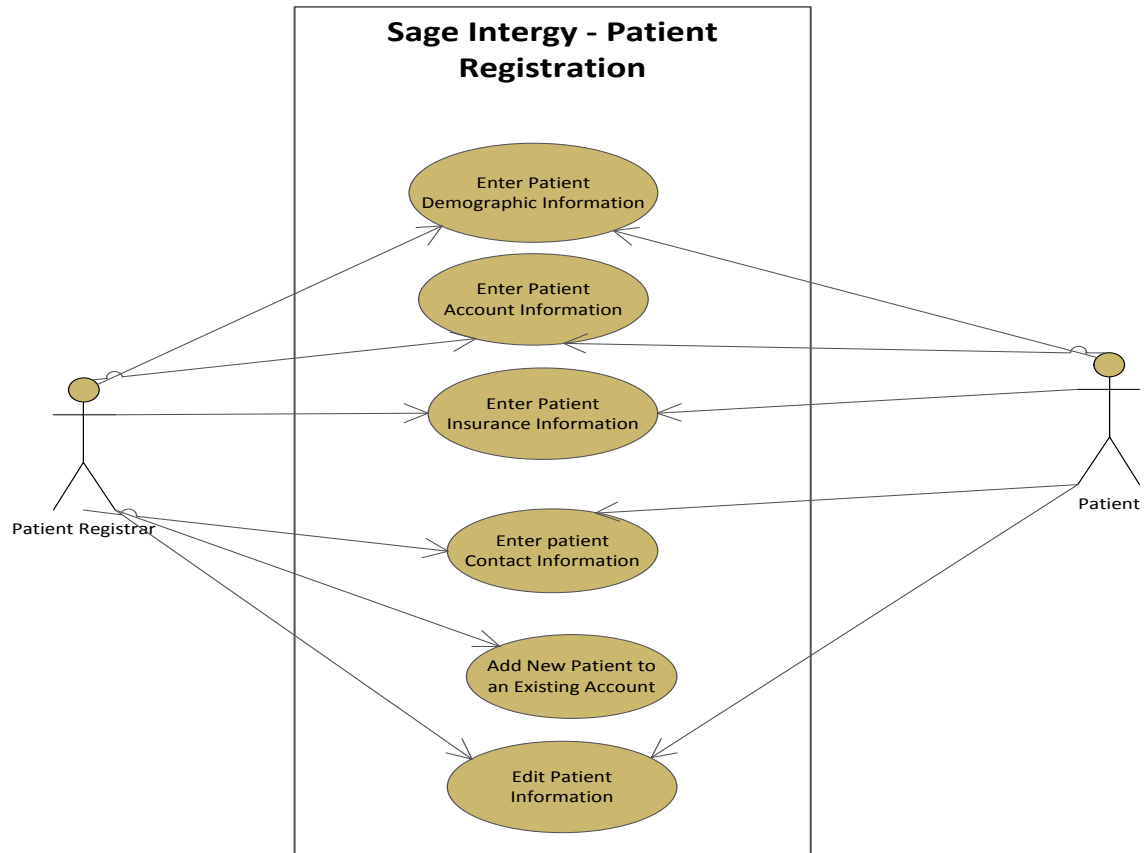 Sage Intergy - Patient
Registration
Enter Patient
Demographic Information
Enter Patient
Account Information
Enter Patient
Insurance Information
Patient Registrar
Patient
Enter patient
Contact Information
Add New Patient to
an Existing Account
Edit Patient
Information